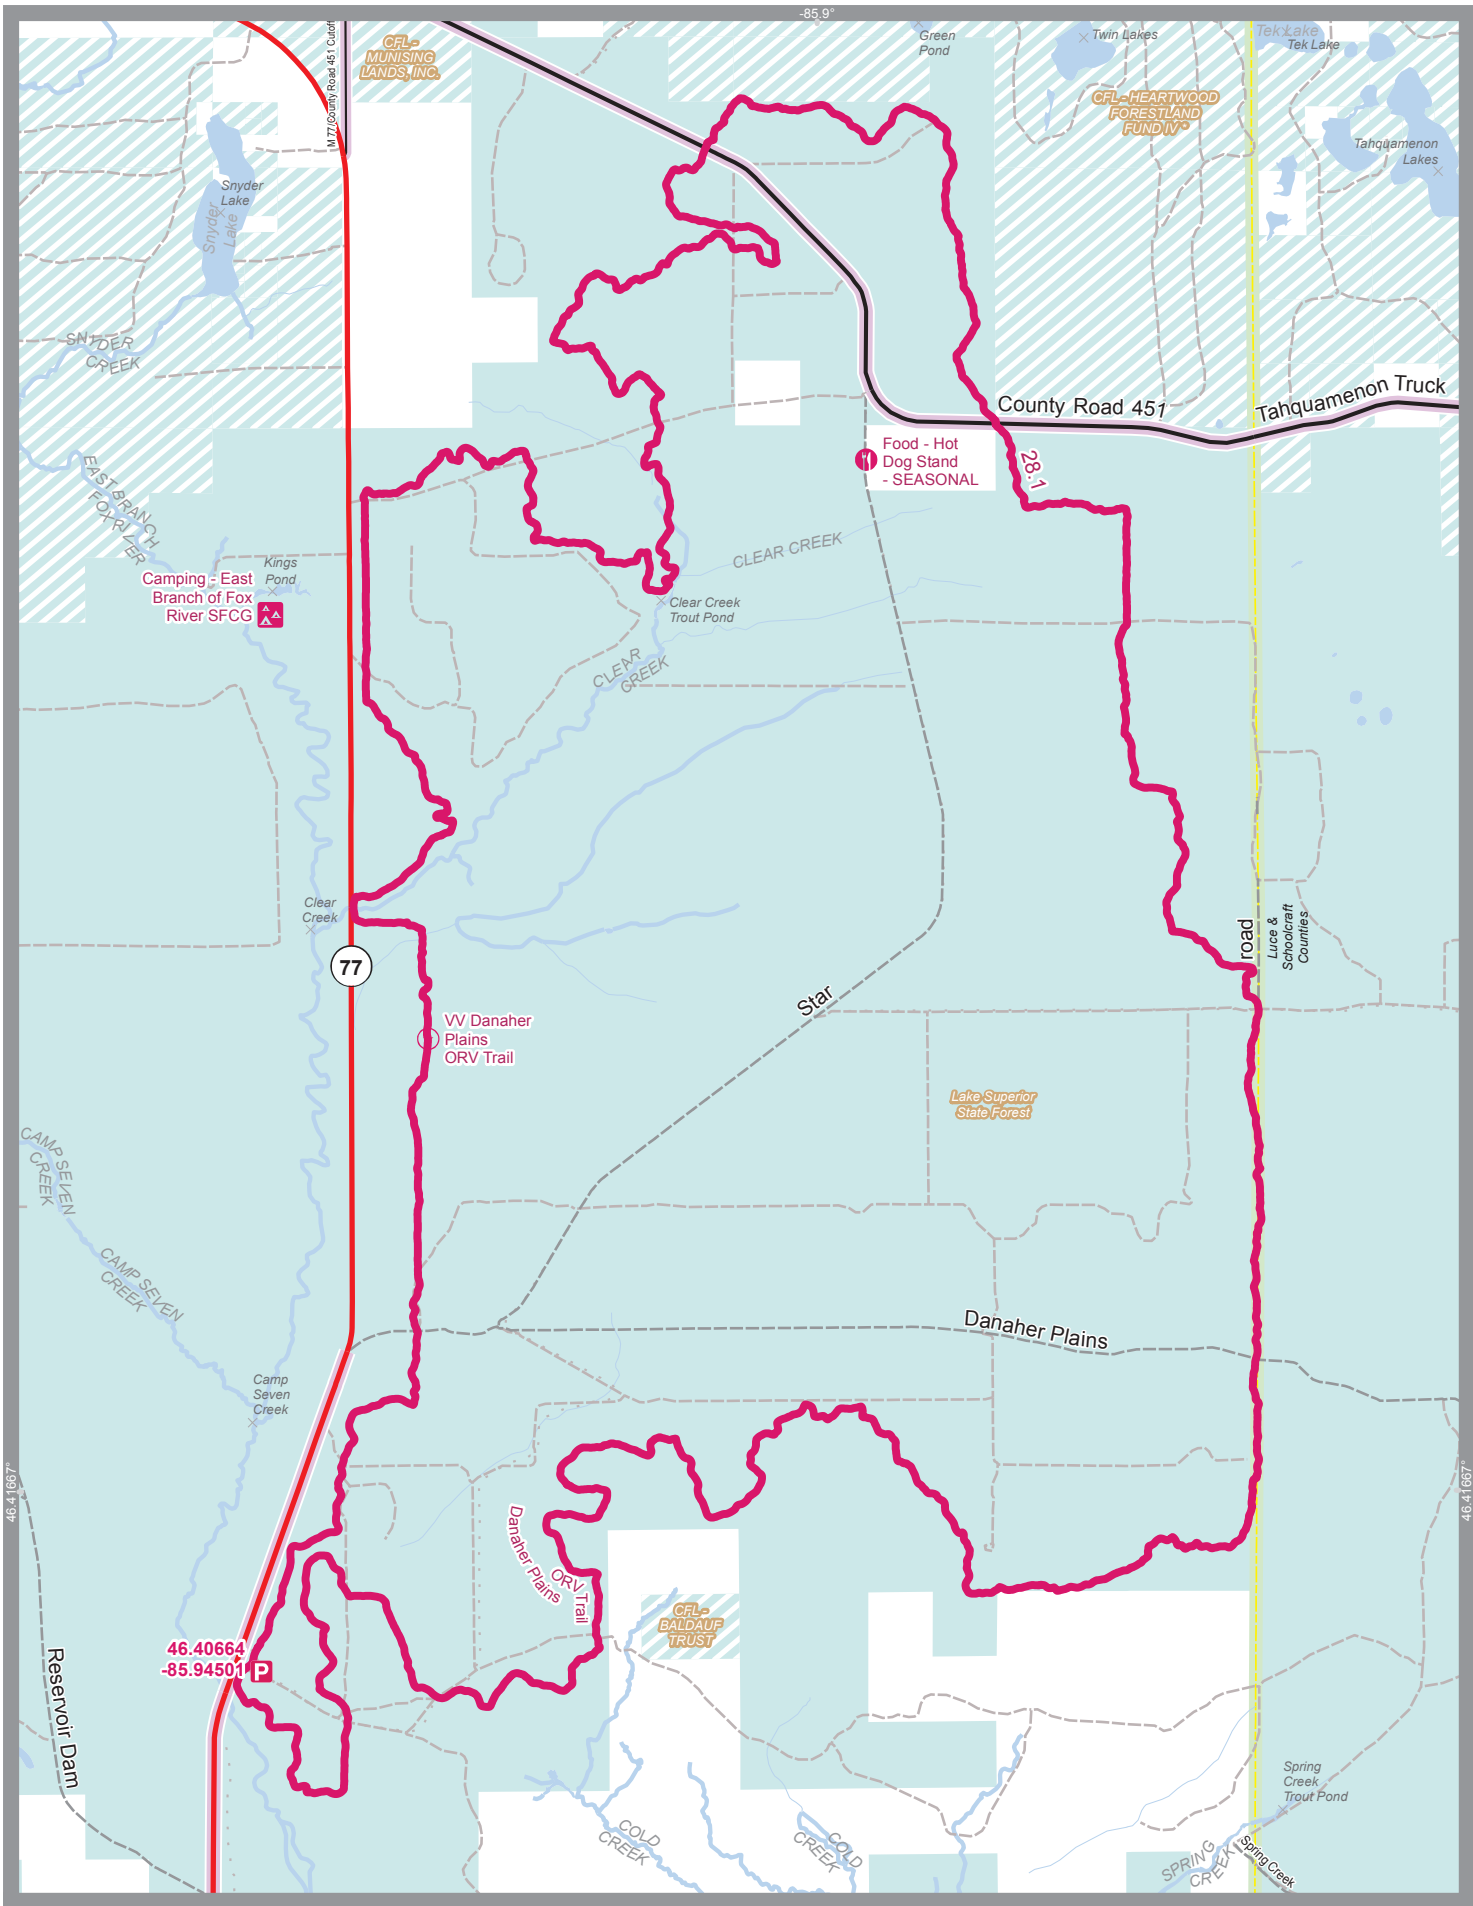 -85.9°
M 77/County Road 451 Cutoff
CFL -
MUNISING
LANDS, INC.
Green
Pond
Twin Lakes
Tek Lake
Tek Lake
CFL - HEARTWOOD
FORESTLAND
FUND IV *
Tahquamenon
Lakes
Snyder
Lake
Snyder
Lake
SNYDER
CREEK
County Road 451
Tahquamenon Truck
Food - Hot
Dog Stand
- SEASONAL
28.1
EAST BRANCH
FOX RIVER
Kings
Pond
Camping - East
Branch of Fox
River SFCG
CLEAR CREEK
Clear Creek
Trout Pond
CLEAR
CREEK
Clear
Creek
77
road
Luce &
Schoolcraft
Counties
Star
VV Danaher
Plains
ORV Trail
Lake Superior
State Forest
CAMP SEVEN
CREEK
CAMP SEVEN
CREEK
Danaher Plains
Camp
Seven
Creek
46.41667°
46.41667°
Danaher Plains
ORV Trail
CFL -
BALDAUF
TRUST
46.40664
-85.94501 P
Reservoir Dam
Spring
Creek
Trout Pond
COLD
CREEK
COLD
CREEK
SPRING
CREEK
Spring Creek